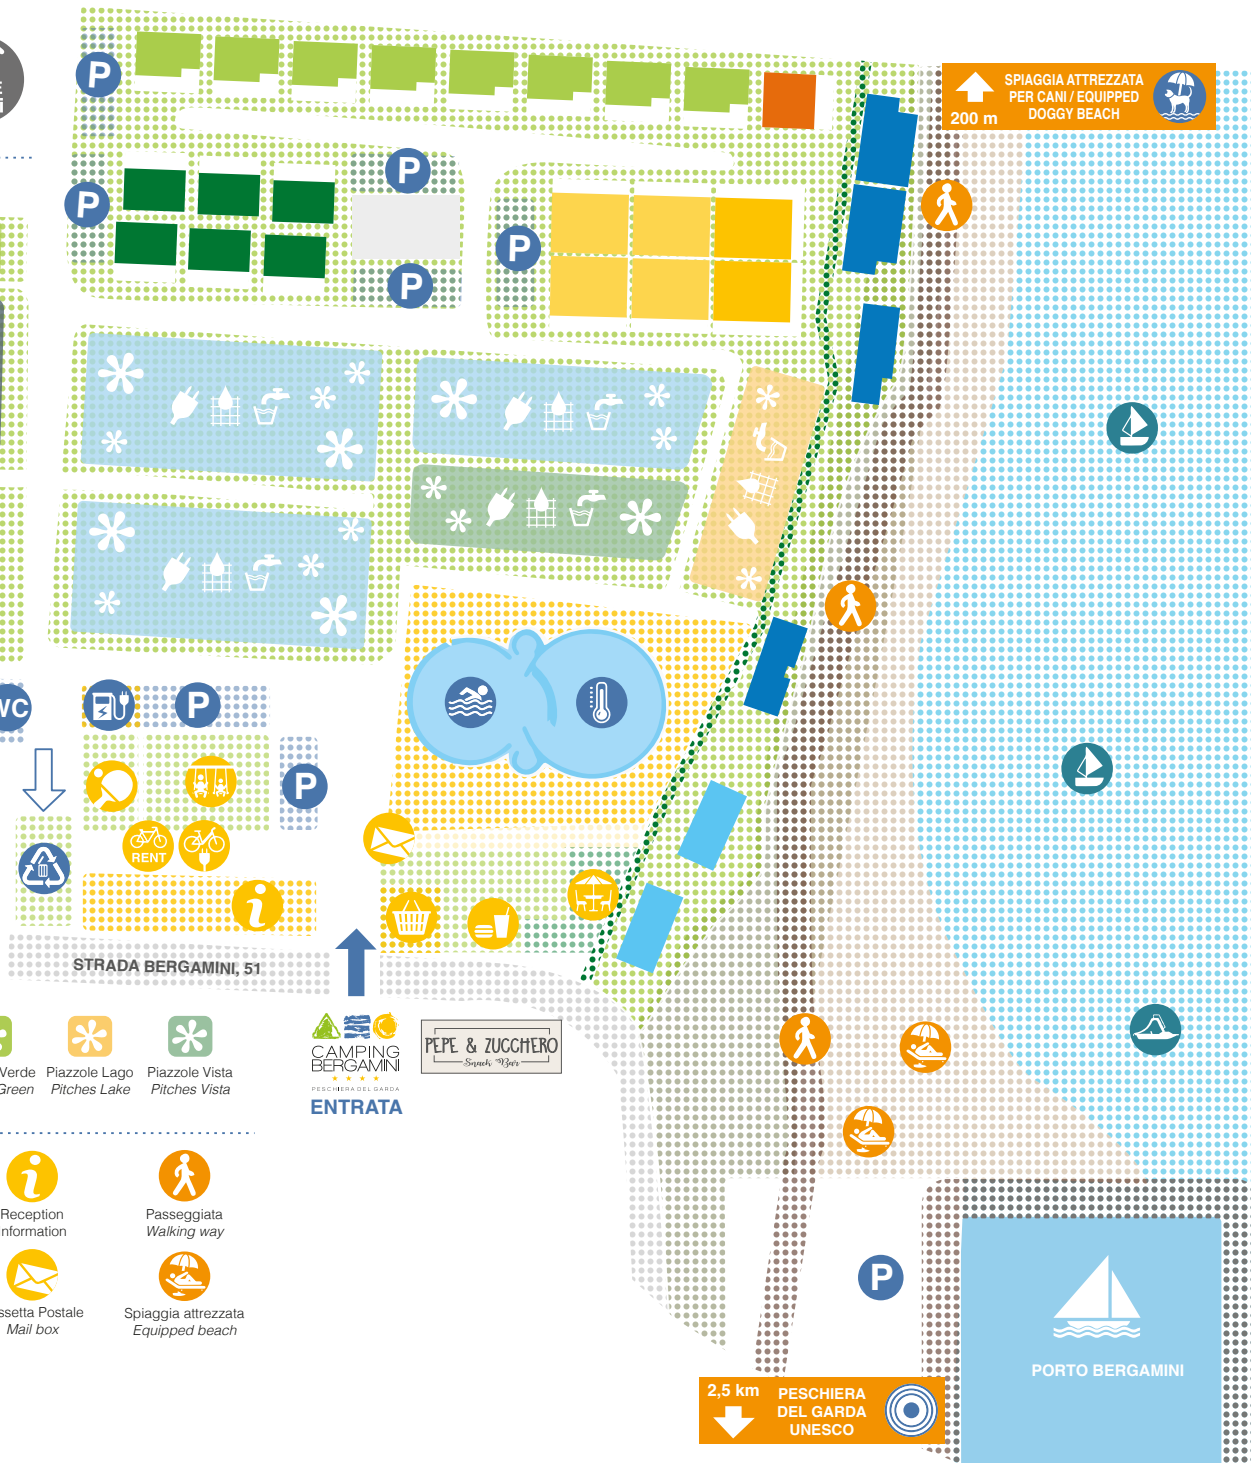 P
SPIAGGIA ATTREZZATA
PER CANI / EQUIPPED
DOGGY BEACH
200 m
P
P
P
P
WC
P
P
RENT
i
STRADA BERGAMINI, 51
CAMPING
BERGAMINI
PESCHIERA DEL GARDA
ENTRATA
PEPE & ZUCCHERO
Snack Bar
Verde
Green
Piazzole Lago
Pitches Lake
Piazzole Vista
Pitches Vista
i
Reception
Information
Passeggiata
Walking way
ssetta Postale
Mail box
Spiaggia attrezzata
Equipped beach
P
PORTO BERGAMINI
2,5 km
PESCHIERA
DEL GARDA
UNESCO